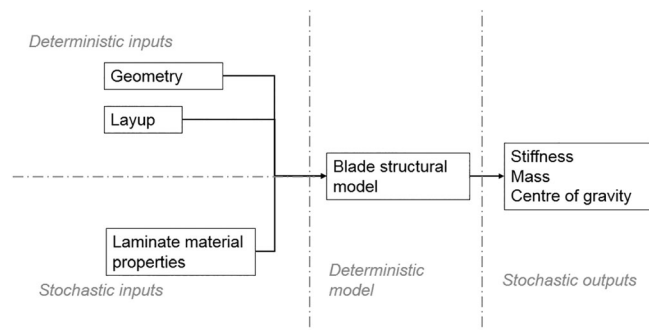 Deterministic inputs
Geometry
Layup
Blade structural
model
Stiffness
Mass
Centre of gravity
Laminate material
properties
Stochastic inputs
Deterministic
model
Stochastic outputs